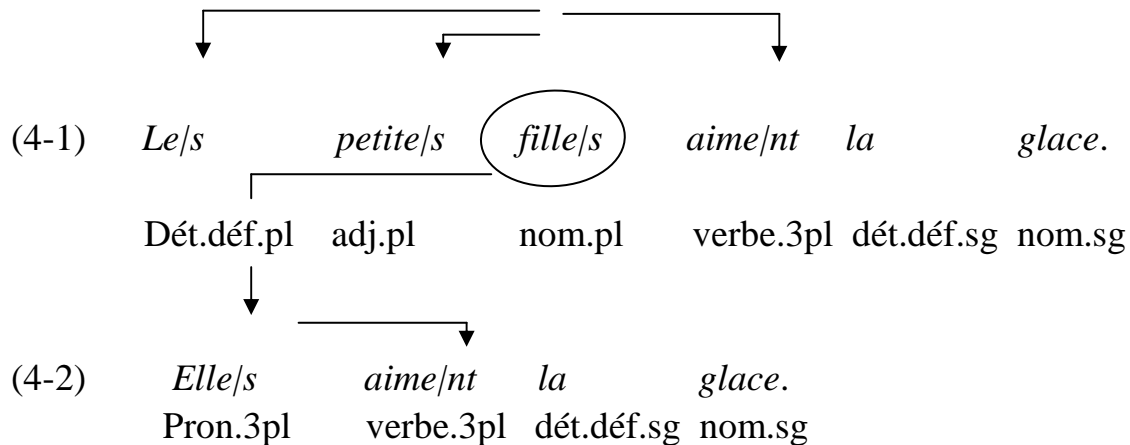 (4-1) Le/s petite/s fille/s aime/nt la glace.
Dét.déf.pl adj.pl nom.pl verbe.3pl dét.déf.sg nom.sg
(4-2) Elle/s aime/nt la glace.
Pron.3pl verbe.3pl dét.déf.sg nom.sg